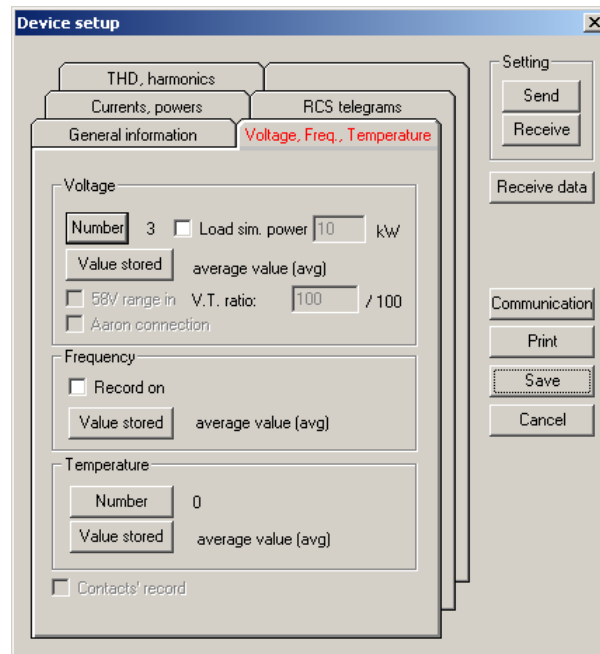 Device setup
THD, harmonics
Currents, powers
RCS telegrams
General information
Voltage, Freq., Temperature
Voltage
Number 3 Load sim. power 10 kW
Value stored average value (avg)
58V range in V.T. ratio: 100 / 100
Aaron connection
Frequency
Record on
Value stored average value (avg)
Temperature
Number 0
Value stored average value (avg)
Contacts' record
Setting
Send
Receive
Receive data
Communication
Print
Save
Cancel